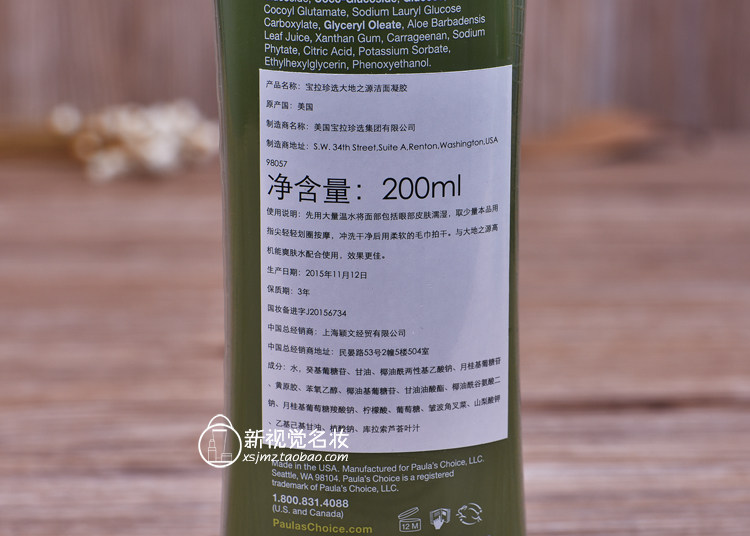 Cocoyl Glutamate, Sodium Lauryl Glucose
Carboxylate, Glyceryl Oleate, Aloe Barbadensis
Leaf Juice, Xanthan Gum, Carrageenan, Sodium
Phytate, Citric Acid, Potassium Sorbate,
Ethylhexylglycerin, Phenoxyethanol.
产品名称：宝拉珍选大地之源洁面凝胶
原产国：美国
制造商名称：美国宝拉珍选集团有限公司
制造商地址：S.W. 34th Street,Suite A,Renton,Washington,USA
98057
净含量：200ml
使用说明：先用大量温水将面部包括眼部皮肤濡湿，取少量本品用
指尖轻轻划圈按摩，冲洗干净后用柔软的毛巾拍干。与大地之源高
机能爽肤水配合使用，效果更佳。
生产日期：2015年11月12日
保质期：3年
国妆备进字J20156734
中国总经销商：上海颖文经贸有限公司
中国总经销商地址：民晏路53号2幢5楼504室
成分：水，癸基葡糖苷、甘油、椰油酰两性基乙酸钠、月桂基葡糖苷
、黄原胶、苯氧乙醇、椰油基葡糖苷、甘油油酸酯、椰油酰谷氨酸二
钠、月桂基葡萄糖羧酸钠、柠檬酸、葡萄糖、皱波角叉菜、山梨酸钾
、乙基己基甘油、植酸钠、库拉索芦荟叶汁
新视觉名妆
xsjmz.taobao.com
Made in the USA. Manufactured for Paula's Choice, LLC.
Seattle, WA 98104. Paula's Choice is a registered
trademark of Paula's Choice, LLC.
1.800.831.4088
(U.S. and Canada)
PaulasChoice.com
12 M